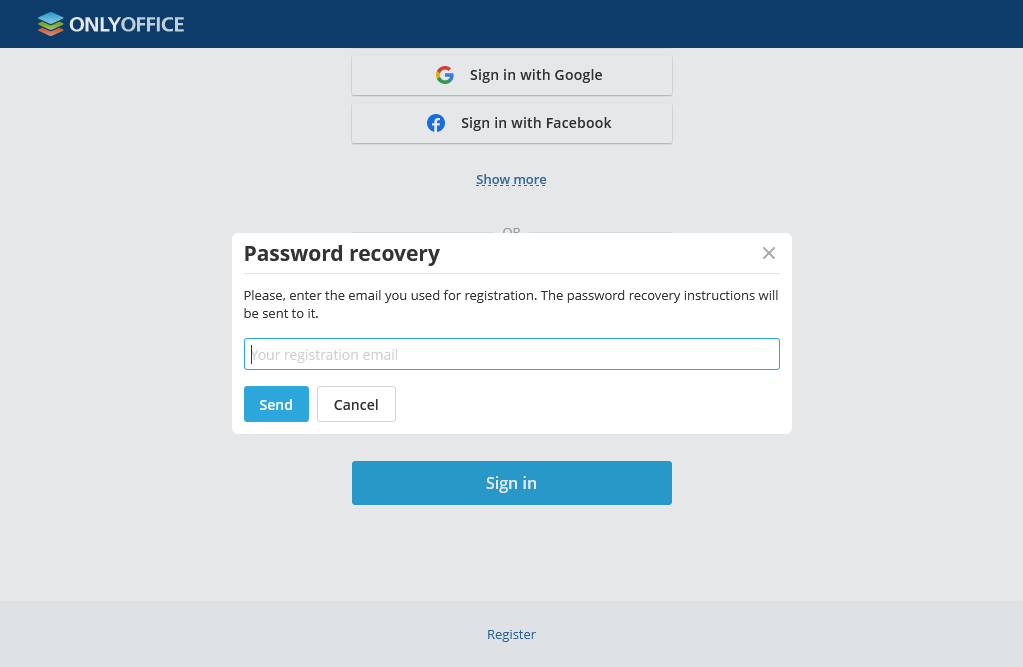 ONLYOFFICE
Sign in with Google
Sign in with Facebook
Show more
OR
Password recovery
Please, enter the email you used for registration. The password recovery instructions will
be sent to it.
Your registration email
Send
Cancel
Sign in
Register